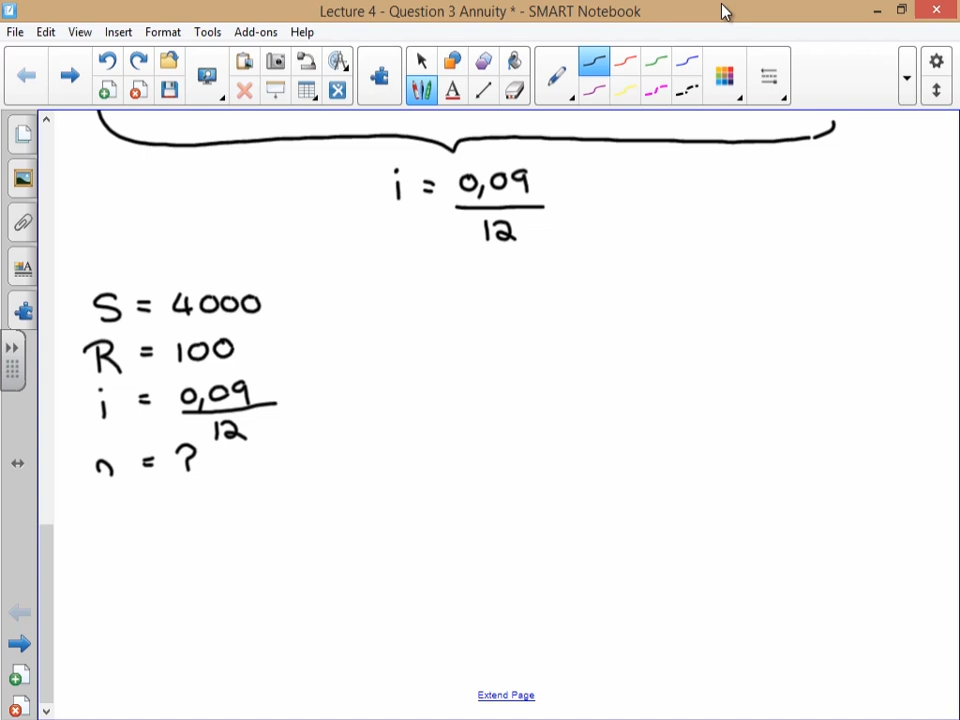 Lecture 4 - Question 3 Annuity * - SMART Notebook
File Edit View Insert Format Tools Add-ons Help
i = 0,09
12
S = 4000
R = 100
i = 0,09
12
n = ?
Extend Page